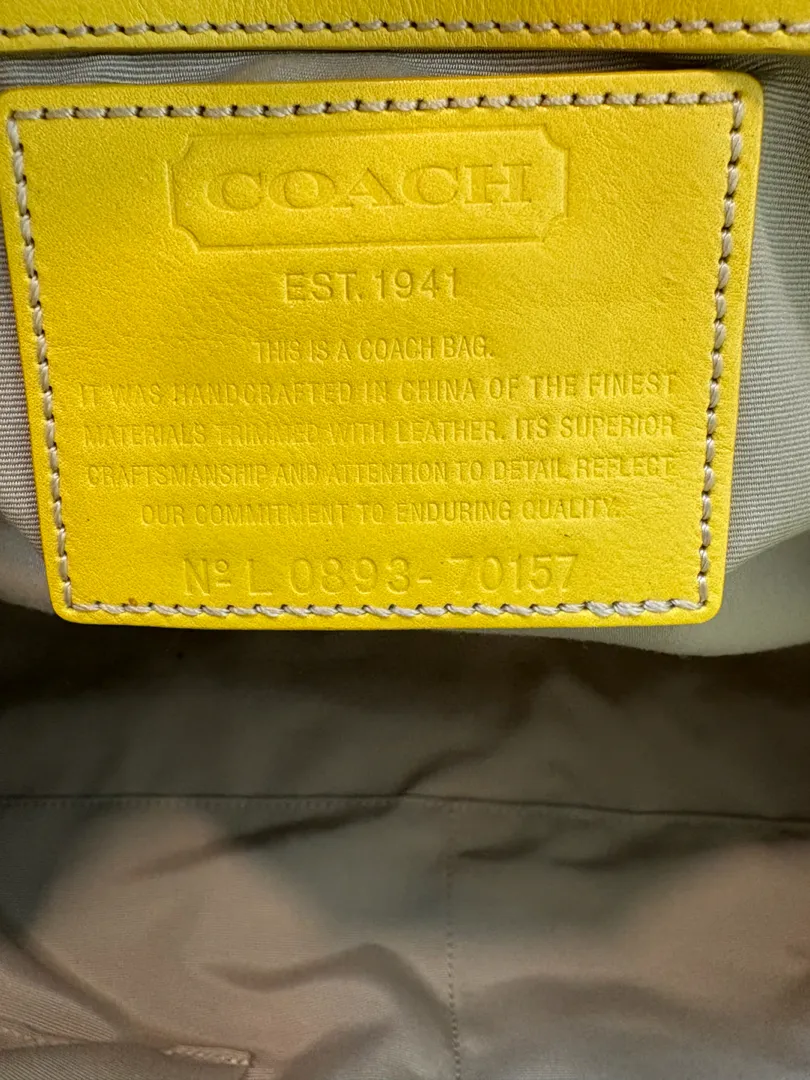 COACH
EST. 1941
THIS IS A COACH BAG.
IT WAS HANDCRAFTED IN CHINA OF THE FINEST
MATERIALS TRIMMED WITH LEATHER. ITS SUPERIOR
CRAFTSMANSHIP AND ATTENTION TO DETAIL REFLECT
OUR COMMITMENT TO ENDURING QUALITY.
Nº L 0893-70157